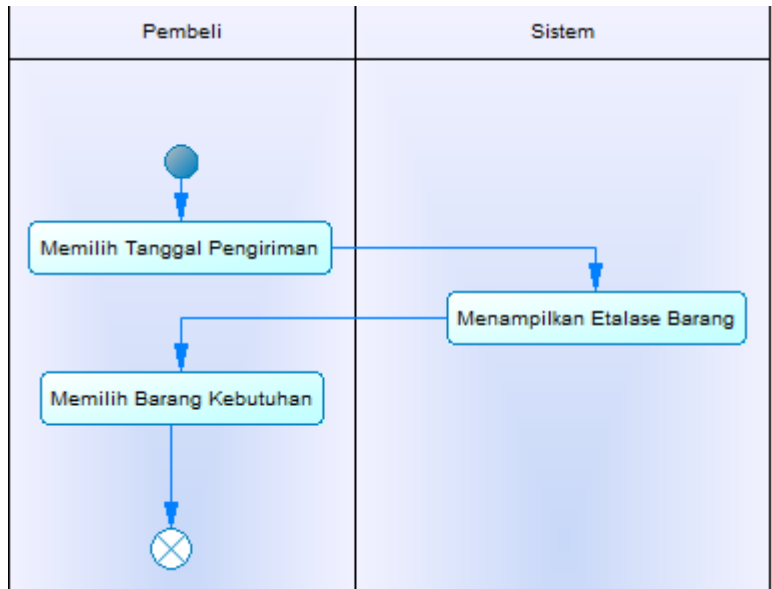 Pembeli
Sistem
Memilih Tanggal Pengiriman
Menampilkan Etalase Barang
Memilih Barang Kebutuhan